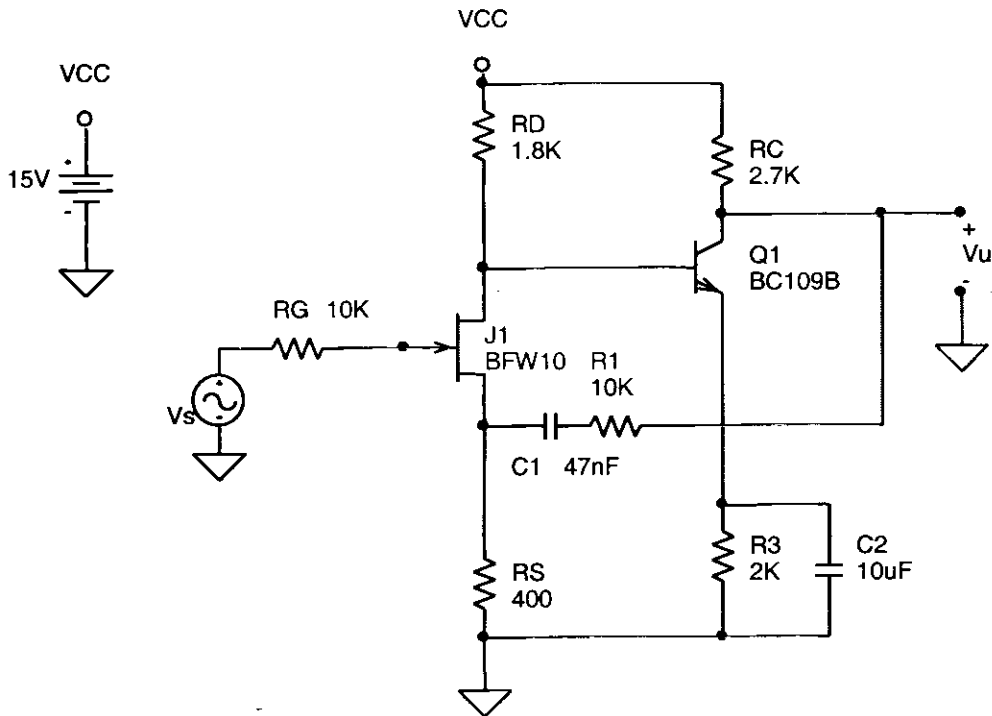 VCC
VCC
15V
+
-
RD
1.8K
RC
2.7K
Q1
BC109B
+
Vu
-
RG 10K
J1
BFW10
R1
10K
Vs
+
-
C1 47nF
RS
400
R3
2K
C2
10uF